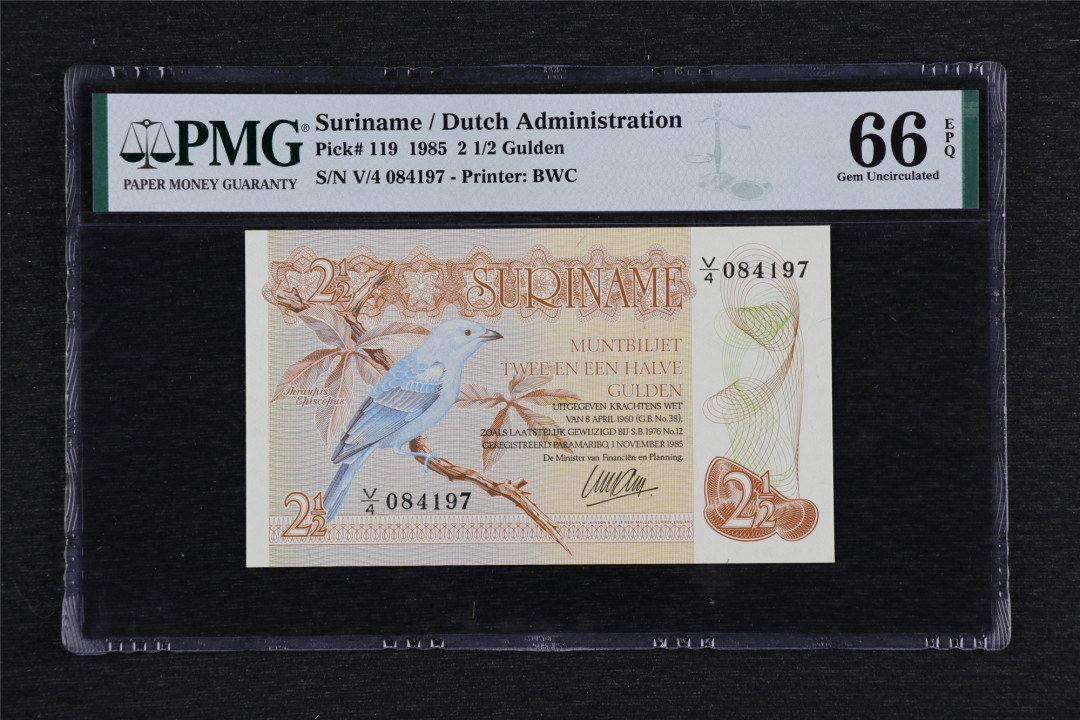 PMG®
PAPER MONEY GUARANTY
Suriname / Dutch Administration
Pick# 119 1985 2 1/2 Gulden
S/N V/4 084197 - Printer: BWC
66
EPQ
Gem Uncirculated
2½
SURINAME
V/4 084197
MUNTBILJET
TWEE EN EEN HALVE
GULDEN
Thraupis
Episcopus
UITGEGEVEN KRACHTENS WET
VAN 8 APRIL 1960 (G.B. No. 38),
ZOALS LAATSTELIJK GEWIJZIGD BIJ S.B. 1976 No. 12
GEREGISTREERD: PARAMARIBO, 1 NOVEMBER 1985
De Minister van Financiën en Planning.
2½
V/4 084197
2½